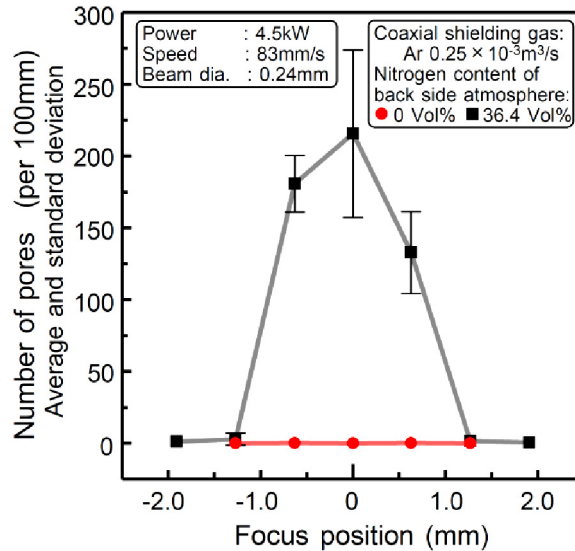 300
250
200
150
100
50
0
Number of pores (per 100mm)
Average and standard deviation
Power : 4.5kW
Speed : 83mm/s
Beam dia. : 0.24mm
Coaxial shielding gas:
Ar 0.25 × 10-3m3/s
Nitrogen content of
back side atmosphere:
0 Vol% 36.4 Vol%
-2.0 -1.0 0 1.0 2.0
Focus position (mm)